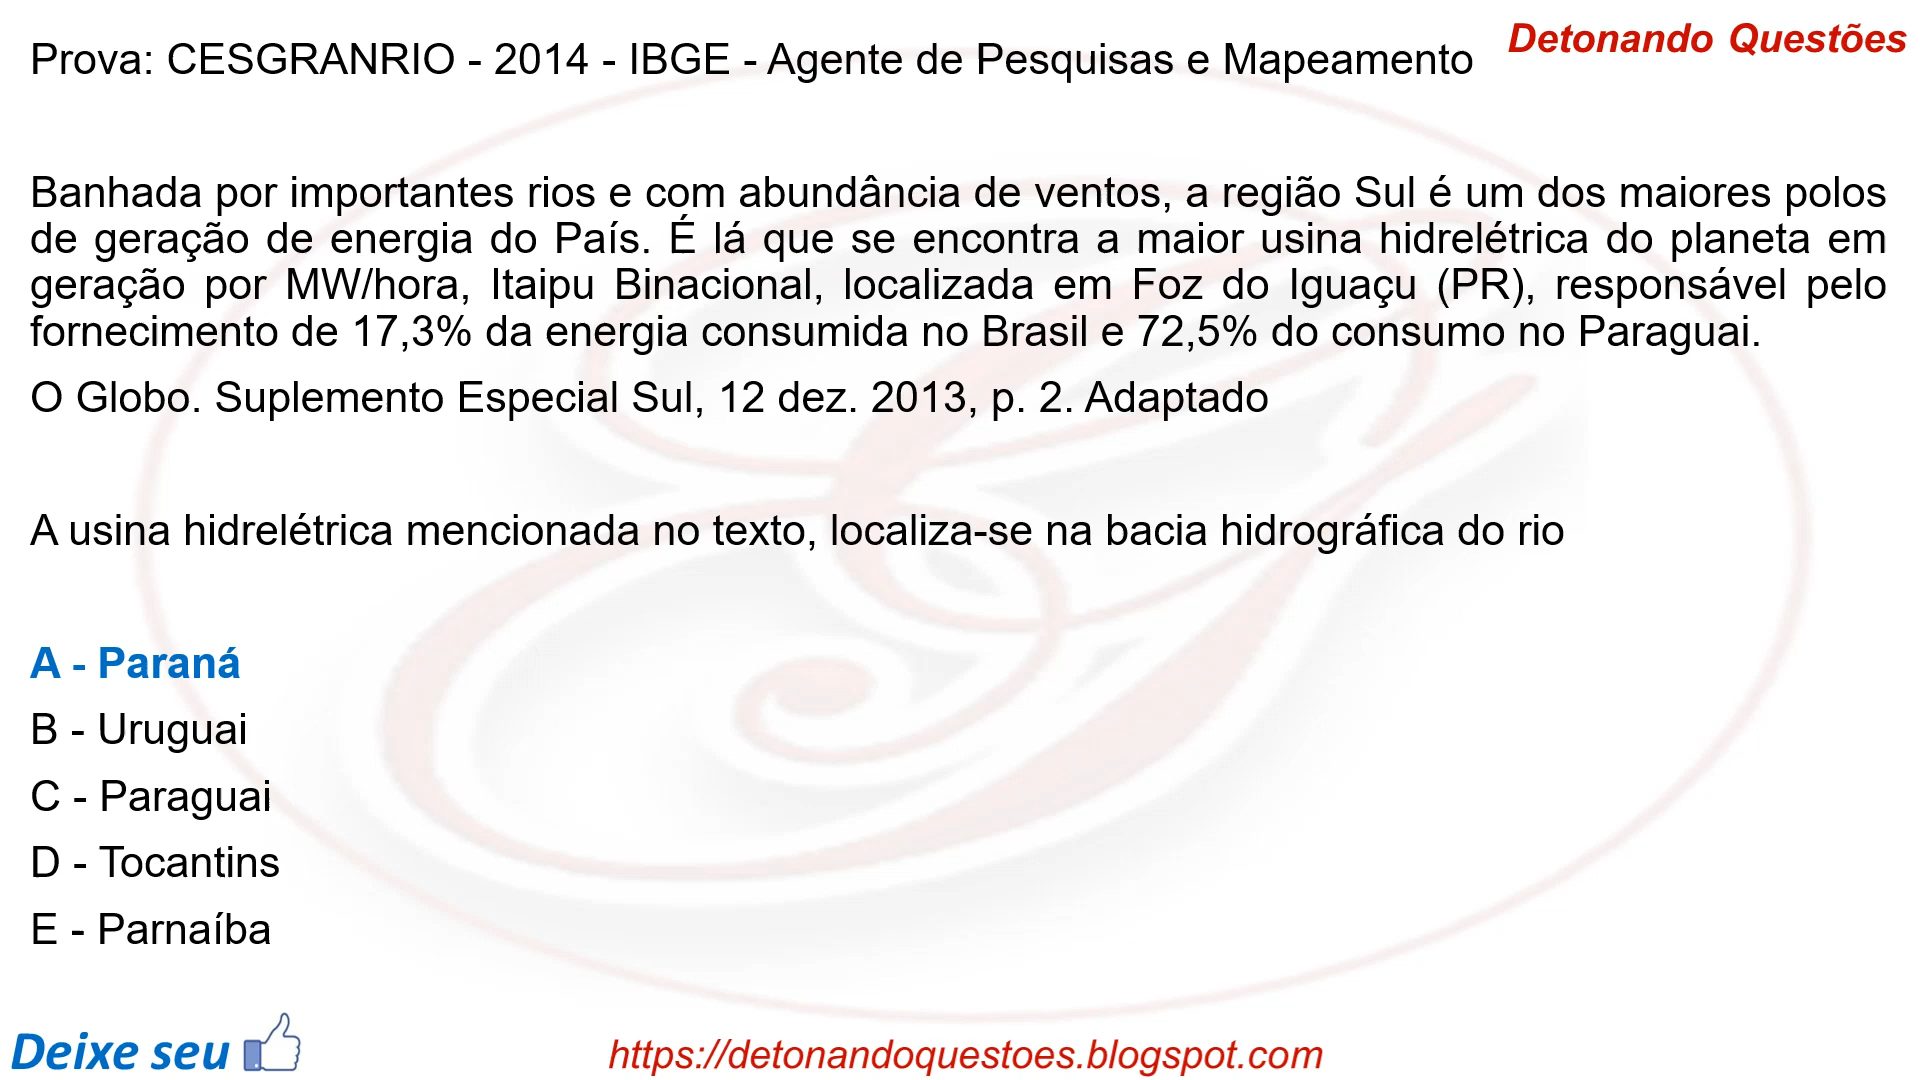 Detonando Questões
Prova: CESGRANRIO - 2014 - IBGE - Agente de Pesquisas e Mapeamento
Banhada por importantes rios e com abundância de ventos, a região Sul é um dos maiores polos
de geração de energia do País. É lá que se encontra a maior usina hidrelétrica do planeta em
geração por MW/hora, Itaipu Binacional, localizada em Foz do Iguaçu (PR), responsável pelo
fornecimento de 17,3% da energia consumida no Brasil e 72,5% do consumo no Paraguai.
O Globo. Suplemento Especial Sul, 12 dez. 2013, p. 2. Adaptado
A usina hidrelétrica mencionada no texto, localiza-se na bacia hidrográfica do rio
A - Paraná
B - Uruguai
C - Paraguai
D - Tocantins
E - Parnaíba
Deixe seu
https://detonandoquestoes.blogspot.com